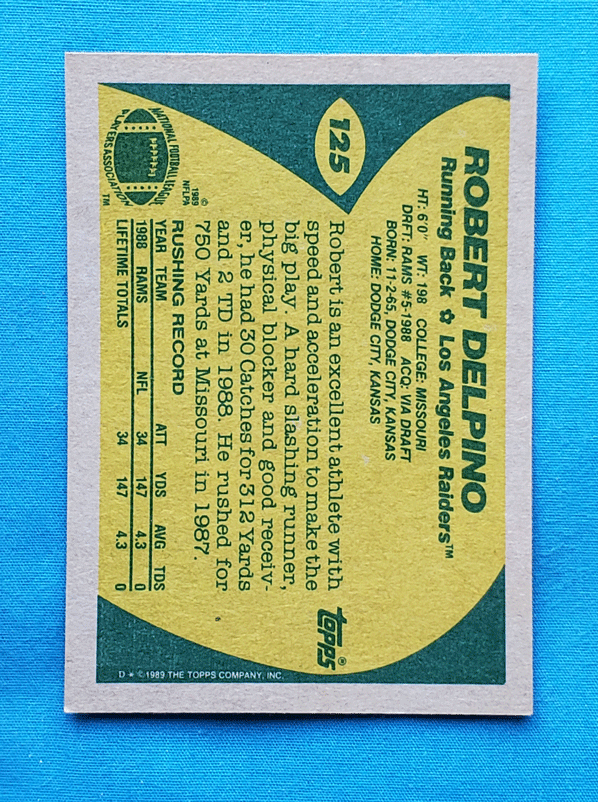 125
ROBERT DELPINO
Running Back ✿ Los Angeles Raiders™
HT: 6'0" WT: 198 COLLEGE: MISSOURI
DRFT: RAMS #5-1988 ACQ: VIA DRAFT
BORN: 11-2-65, DODGE CITY, KANSAS
HOME: DODGE CITY, KANSAS
Robert is an excellent athlete with
speed and acceleration to make the
big play. A hard slashing runner,
physical blocker and good receiv-
er, he had 30 Catches for 312 Yards
and 2 TD in 1988. He rushed for
750 Yards at Missouri in 1987.
topps®
NATIONAL FOOTBALL LEAGUE
PLAYERS ASSOCIATION™
©
1989
NFLPA
RUSHING RECORD
YEAR TEAM ATT YDS AVG TDS
1988 RAMS NFL 34 147 4.3 0
LIFETIME TOTALS 34 147 4.3 0
6
D * ©1989 THE TOPPS COMPANY, INC.